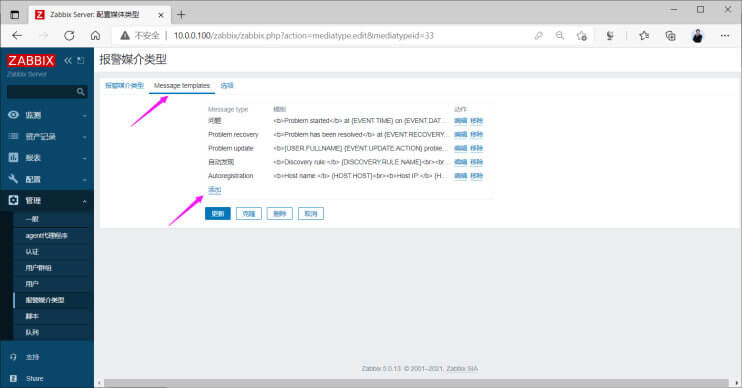 Zabbix Server: 配置媒体类型
不安全 10.0.0.100/zabbix/zabbix.php?action=mediatype.edit&mediatypeid=33
ZABBIX
Zabbix Server
监测
资产记录
报表
配置
管理
一般
agent代理程序
认证
用户群组
用户
报警媒介类型
脚本
队列
支持
Share
报警媒介类型
报警媒介类型 Message templates 选项
Message type 模板 动作
问题 <b>Problem started</b> at {EVENT.TIME} on {EVENT.DAT... 编辑 移除
Problem recovery <b>Problem has been resolved</b> at {EVENT.RECOVERY.... 编辑 移除
Problem update <b>{USER.FULLNAME} {EVENT.UPDATE.ACTION} proble... 编辑 移除
自动发现 <b>Discovery rule:</b> {DISCOVERY.RULE.NAME}<br><br... 编辑 移除
Autoregistration <b>Host name:</b> {HOST.HOST}<br><b>Host IP:</b> {H... 编辑 移除
添加
更新 克隆 删除 取消
Zabbix 5.0.13. © 2001–2021, Zabbix SIA